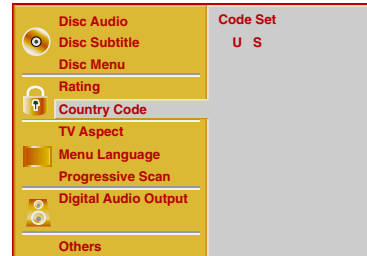 Disc Audio
Disc Subtitle
Disc Menu
Rating
Country Code
TV Aspect
Menu Language
Progressive Scan
Digital Audio Output
Others
Code Set
U S